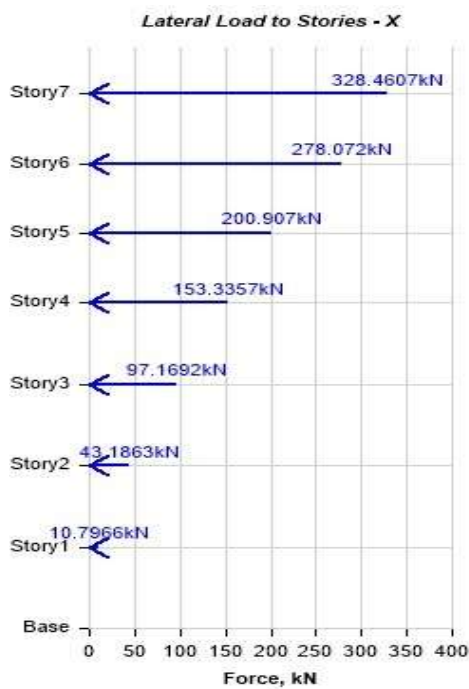 Lateral Load to Stories - X
328.4607kN
Story7
278.072kN
Story6
200.907kN
Story5
153.3357kN
Story4
97.1692kN
Story3
43.1863kN
Story2
10.7966kN
Story1
Base
0 50 100 150 200 250 300 350 400
Force, kN